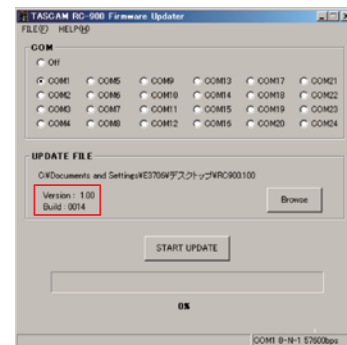 TASCAM RC-900 Firmware Updater
FILE(F) HELP(H)
COM
Off
COM1 COM5 COM9 COM13 COM17 COM21
COM2 COM6 COM10 COM14 COM18 COM22
COM3 COM7 COM11 COM15 COM19 COM23
COM4 COM8 COM12 COM16 COM20 COM24
UPDATE FILE
C:¥Documents and Settings¥E3706¥デスクトップ¥RC900.100
Version : 1.00
Build : 0014
Browse
START UPDATE
0%
COM1 8-N-1 57600bps